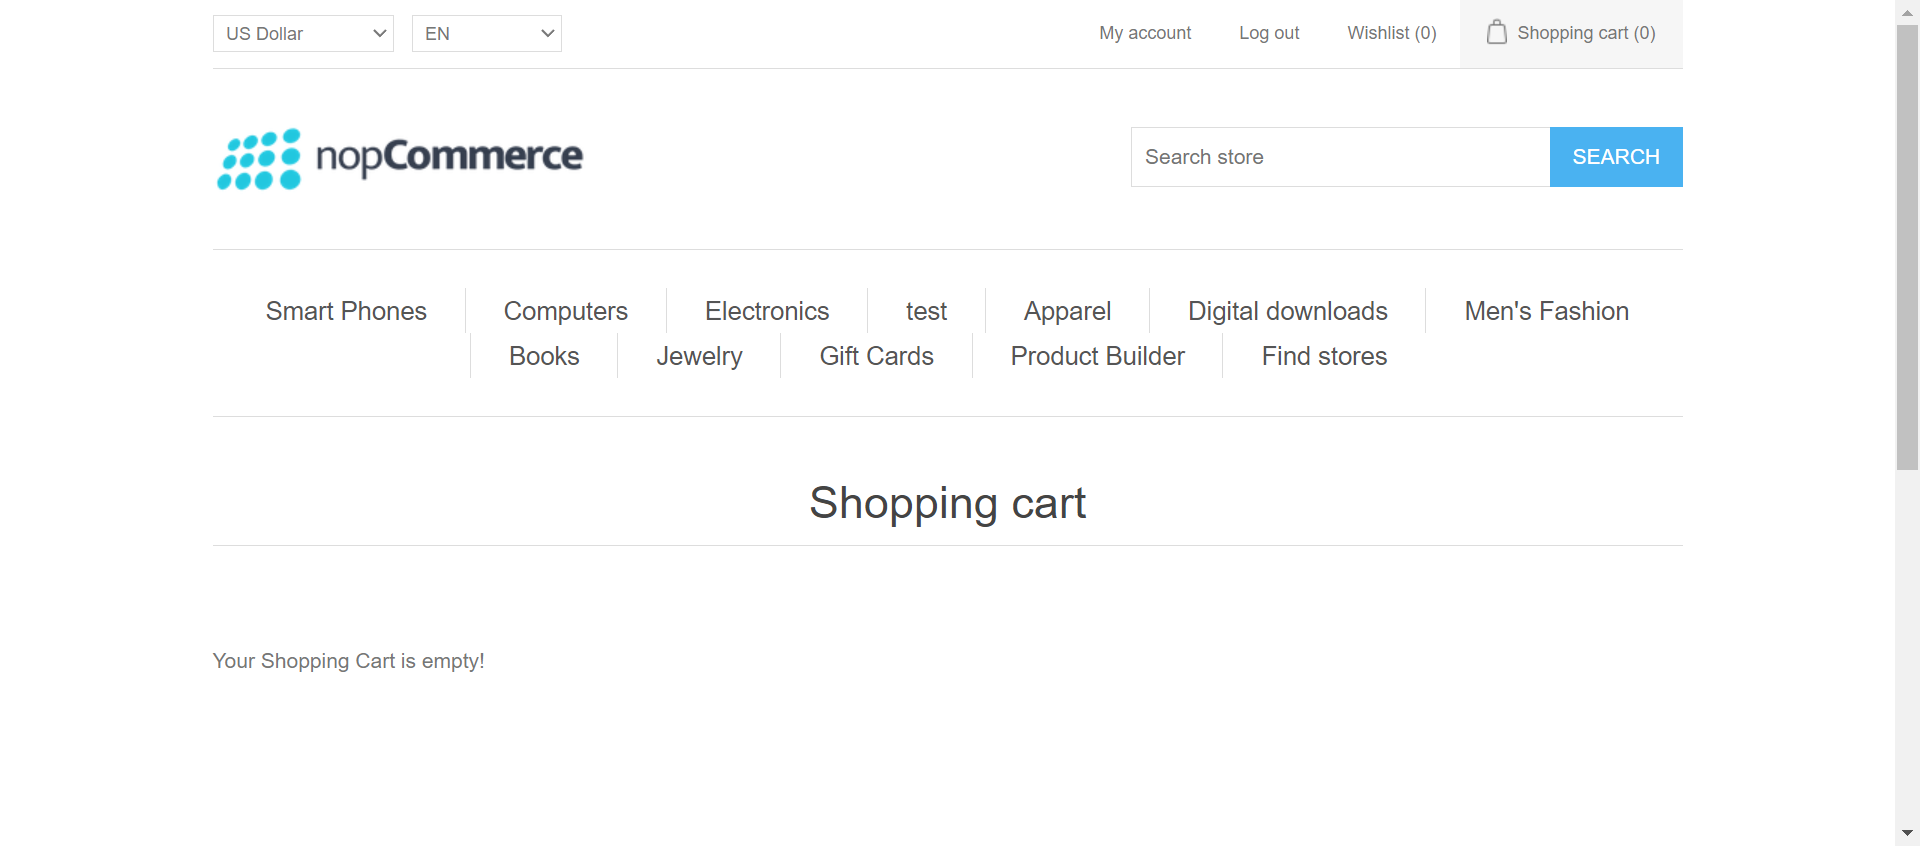 US Dollar EN My account Log out Wishlist (0) Shopping cart (0)
nopCommerce Search store SEARCH
Smart Phones Computers Electronics test Apparel Digital downloads Men's Fashion
Books Jewelry Gift Cards Product Builder Find stores
Shopping cart
Your Shopping Cart is empty!